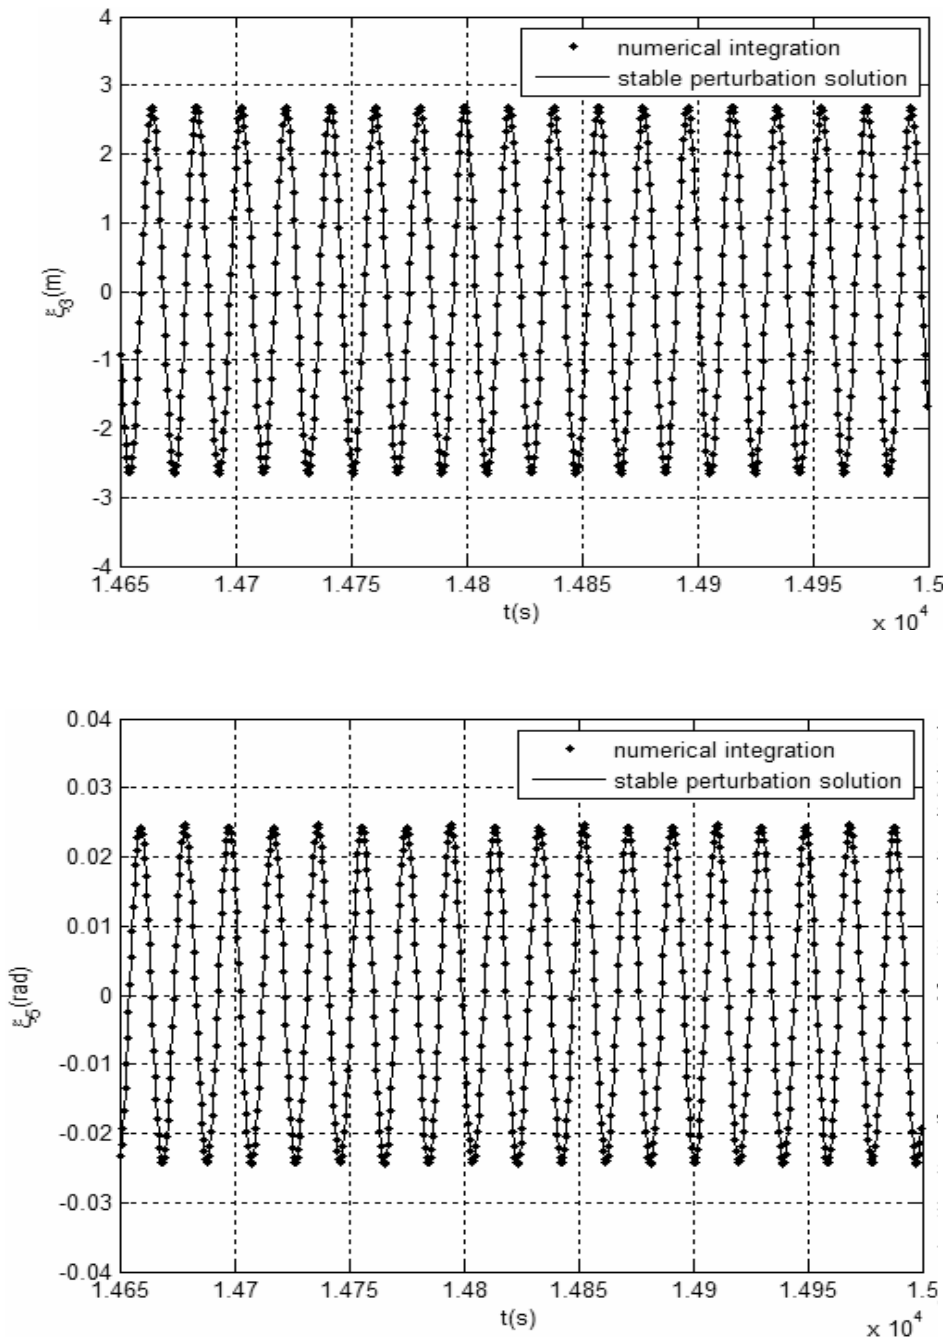 4
numerical integration
stable perturbation solution
3
2
1
0
-1
-2
-3
-4
ξ3(m)
1.465 1.47 1.475 1.48 1.485 1.49 1.495 1.5
t(s)
x 10^4
0.04
numerical integration
stable perturbation solution
0.03
0.02
0.01
0
-0.01
-0.02
-0.03
-0.04
ξ5(rad)
1.465 1.47 1.475 1.48 1.485 1.49 1.495 1.5
t(s)
x 10^4